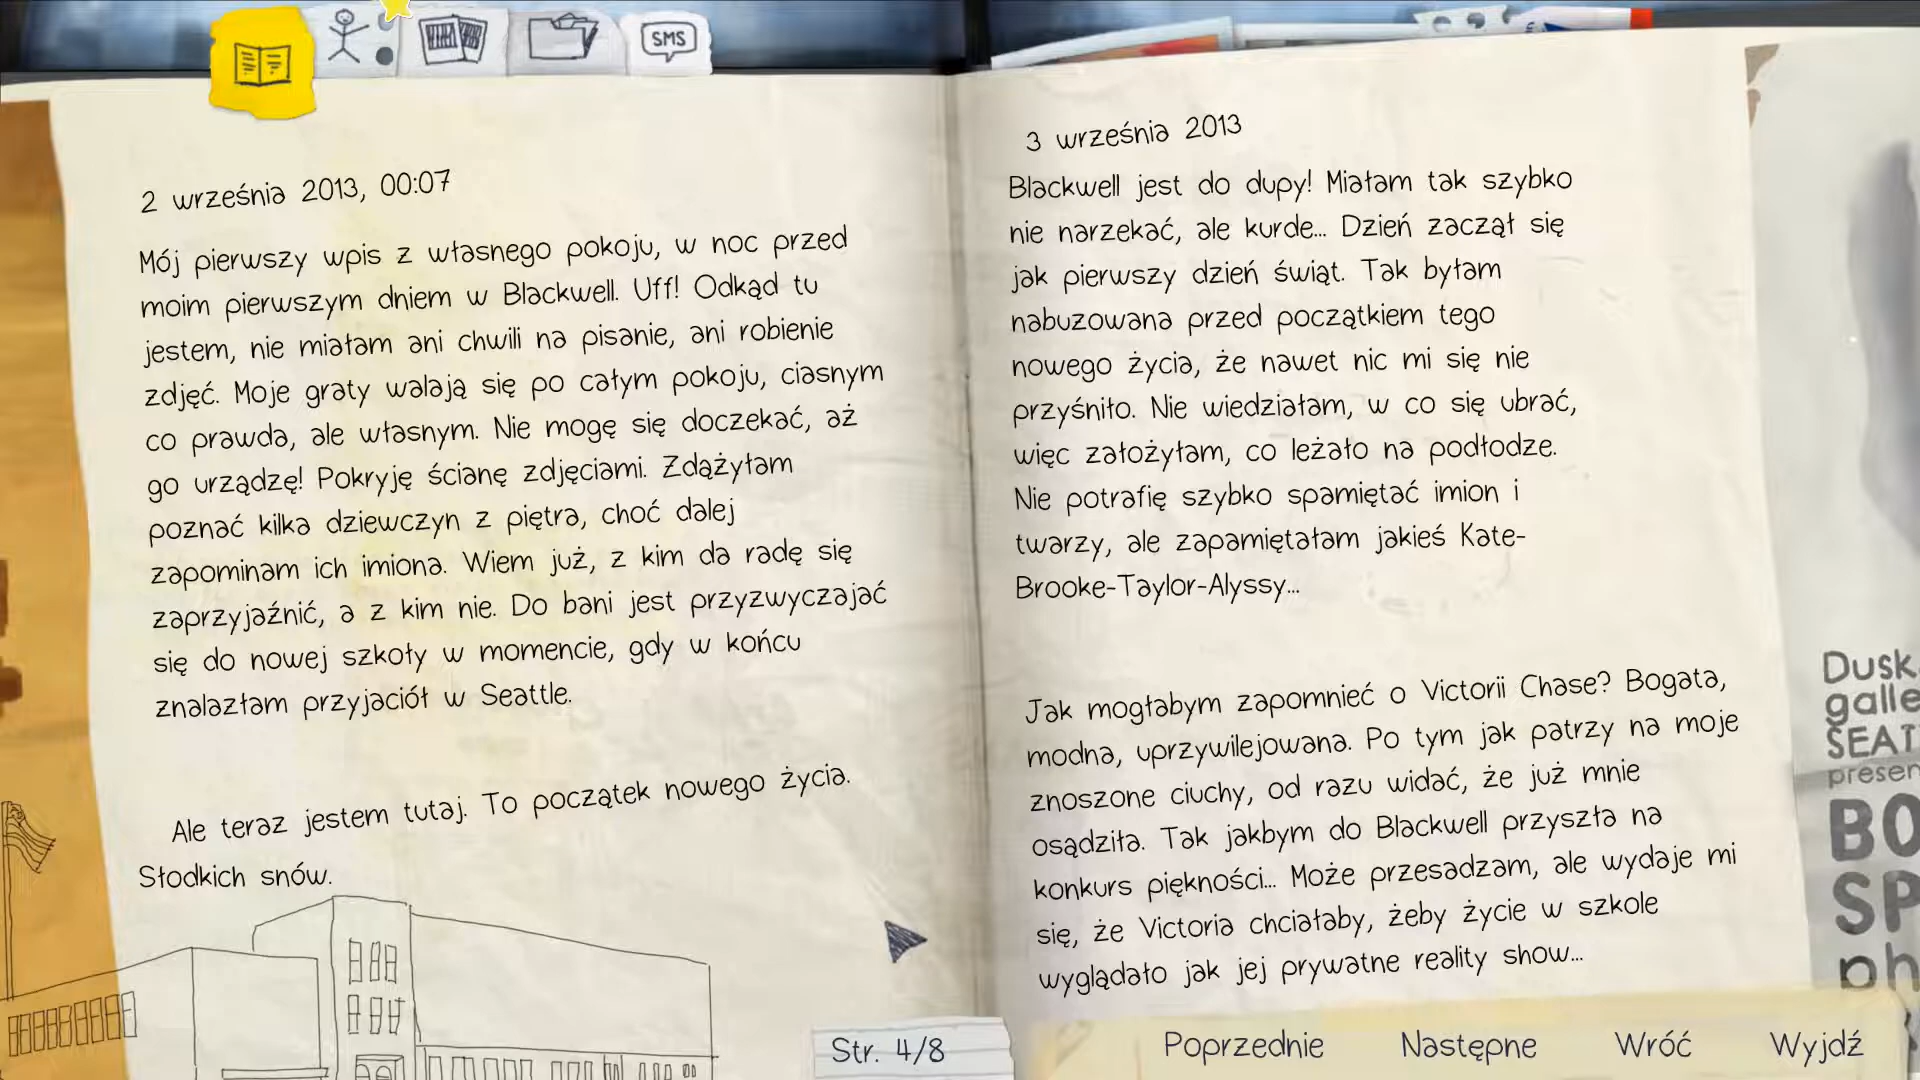 SMS
2 września 2013, 00:07
Mój pierwszy wpis z własnego pokoju, w noc przed
moim pierwszym dniem w Blackwell. Uff! Odkąd tu
jestem, nie miałam ani chwili na pisanie, ani robienie
zdjęć. Moje graty walają się po całym pokoju, ciasnym
co prawda, ale własnym. Nie mogę się doczekać, aż
go urządzę! Pokryję ścianę zdjęciami. Zdążyłam
poznać kilka dziewczyn z piętra, choć dalej
zapominam ich imiona. Wiem już, z kim da radę się
zaprzyjaźnić, a z kim nie. Do bani jest przyzwyczajać
się do nowej szkoły w momencie, gdy w końcu
znalazłam przyjaciół w Seattle.
Ale teraz jestem tutaj. To początek nowego życia.
Słodkich snów.
3 września 2013
Blackwell jest do dupy! Miałam tak szybko
nie narzekać, ale kurde... Dzień zaczął się
jak pierwszy dzień świąt. Tak byłam
nabuzowana przed początkiem tego
nowego życia, że nawet nic mi się nie
przyśniło. Nie wiedziałam, w co się ubrać,
więc założyłam, co leżało na podłodze.
Nie potrafię szybko spamiętać imion i
twarzy, ale zapamiętałam jakieś Kate-
Brooke-Taylor-Alyssy...
Jak mogłabym zapomnieć o Victorii Chase? Bogata,
modna, uprzywilejowana. Po tym jak patrzy na moje
znoszone ciuchy, od razu widać, że już mnie
osądziła. Tak jakbym do Blackwell przyszła na
konkurs piękności... Może przesadzam, ale wydaje mi
się, że Victoria chciałaby, żeby życie w szkole
wyglądało jak jej prywatne reality show...
Dusk
galle
SEAT
presen
BO
SP
ph
Str. 4/8
Poprzednie Następne Wróć Wyjdź